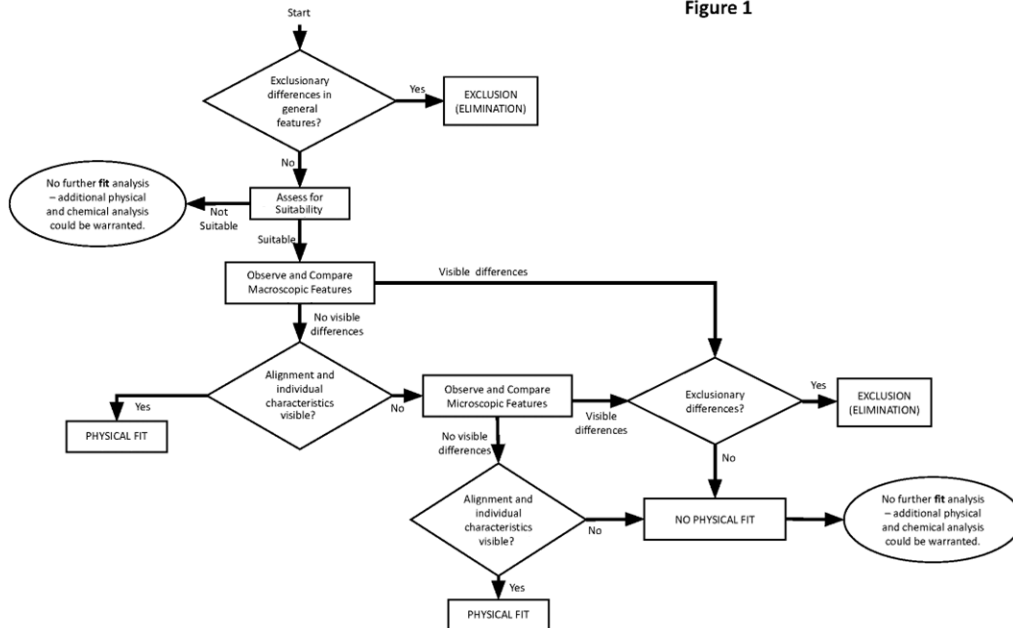 Figure 1
Start
Exclusionary
differences in
general
features?
Yes
EXCLUSION
(ELIMINATION)
No
No further fit analysis
– additional physical
and chemical analysis
could be warranted.
Not
Suitable
Assess for
Suitability
Suitable
Observe and Compare
Macroscopic Features
Visible differences
No visible
differences
Alignment and
individual
characteristics
visible?
Yes
PHYSICAL FIT
No
Observe and Compare
Microscopic Features
Visible
differences
Exclusionary
differences?
Yes
EXCLUSION
(ELIMINATION)
No visible
differences
No
Alignment and
individual
characteristics
visible?
No
NO PHYSICAL FIT
No further fit analysis
– additional physical
and chemical analysis
could be warranted.
Yes
PHYSICAL FIT